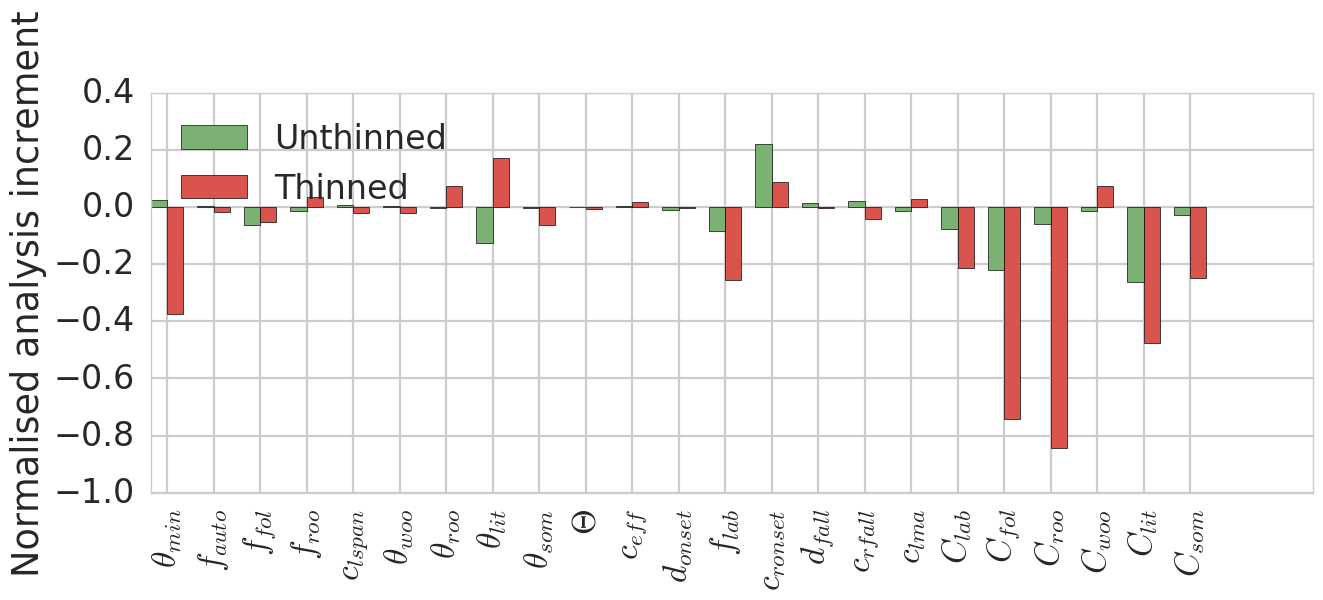 Normalised analysis increment
0.4
0.2
0.0
−0.2
−0.4
−0.6
−0.8
−1.0
Unthinned
Thinned
θmin
fauto
ffol
froo
clspan
θwoo
θroo
θlit
θsom
Θ
ceff
donset
flab
cronset
dfall
crfall
clma
Clab
Cfol
Croo
Cwoo
Clit
Csom